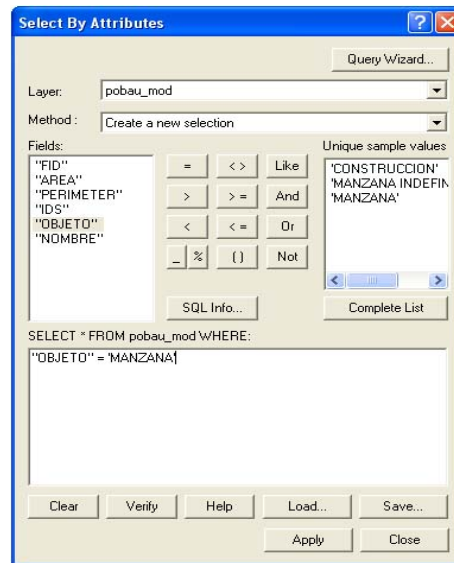 Select By Attributes
Query Wizard...
Layer: pobau_mod
Method : Create a new selection
Fields: Unique sample values
"FID"
"AREA"
"PERIMETER"
"IDS"
"OBJETO"
"NOMBRE"
= < > Like
> > = And
< < = Or
_ % ( ) Not
'CONSTRUCCION'
'MANZANA INDEFIN
'MANZANA'
SQL Info... Complete List
SELECT * FROM pobau_mod WHERE:
"OBJETO" = 'MANZANA'
Clear Verify Help Load... Save...
Apply Close